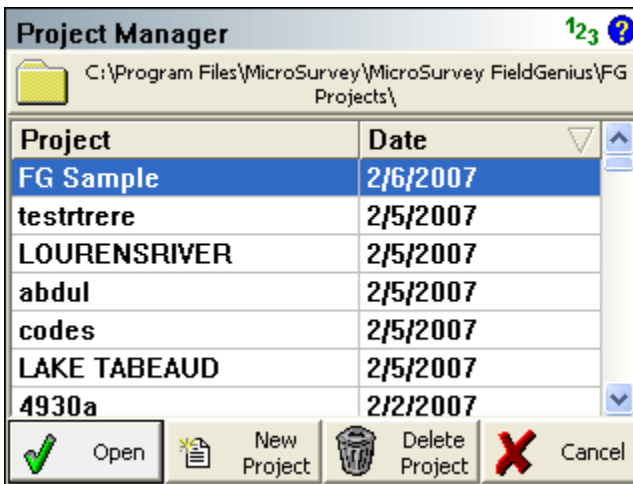 Project Manager 123 ?
C:\Program Files\MicroSurvey\MicroSurvey FieldGenius\FG
Projects\
Project Date
FG Sample 2/6/2007
testrtrere 2/5/2007
LOURENSRIVER 2/5/2007
abdul 2/5/2007
codes 2/5/2007
LAKE TABEAUD 2/5/2007
4930a 2/2/2007
Open New Project Delete Project Cancel